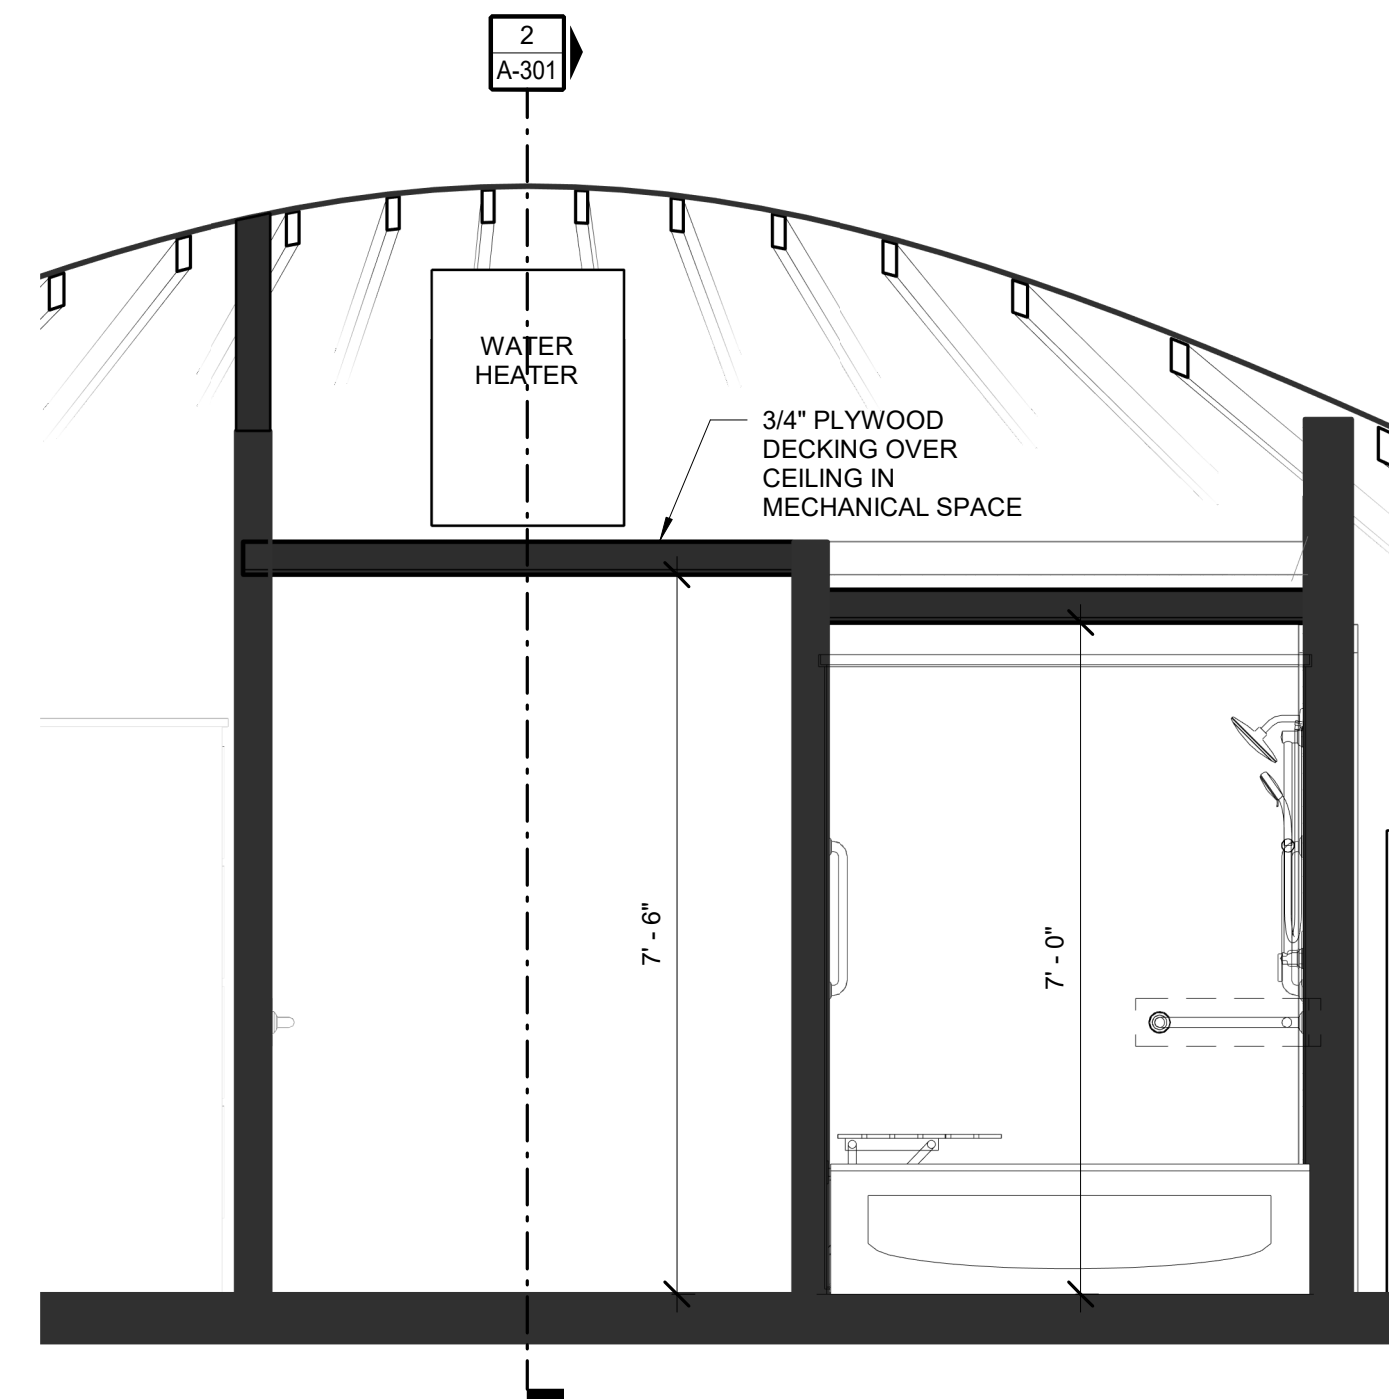 2
A-301
WATER
HEATER
3/4" PLYWOOD
DECKING OVER
CEILING IN
MECHANICAL SPACE
7' - 6"
7' - 0"